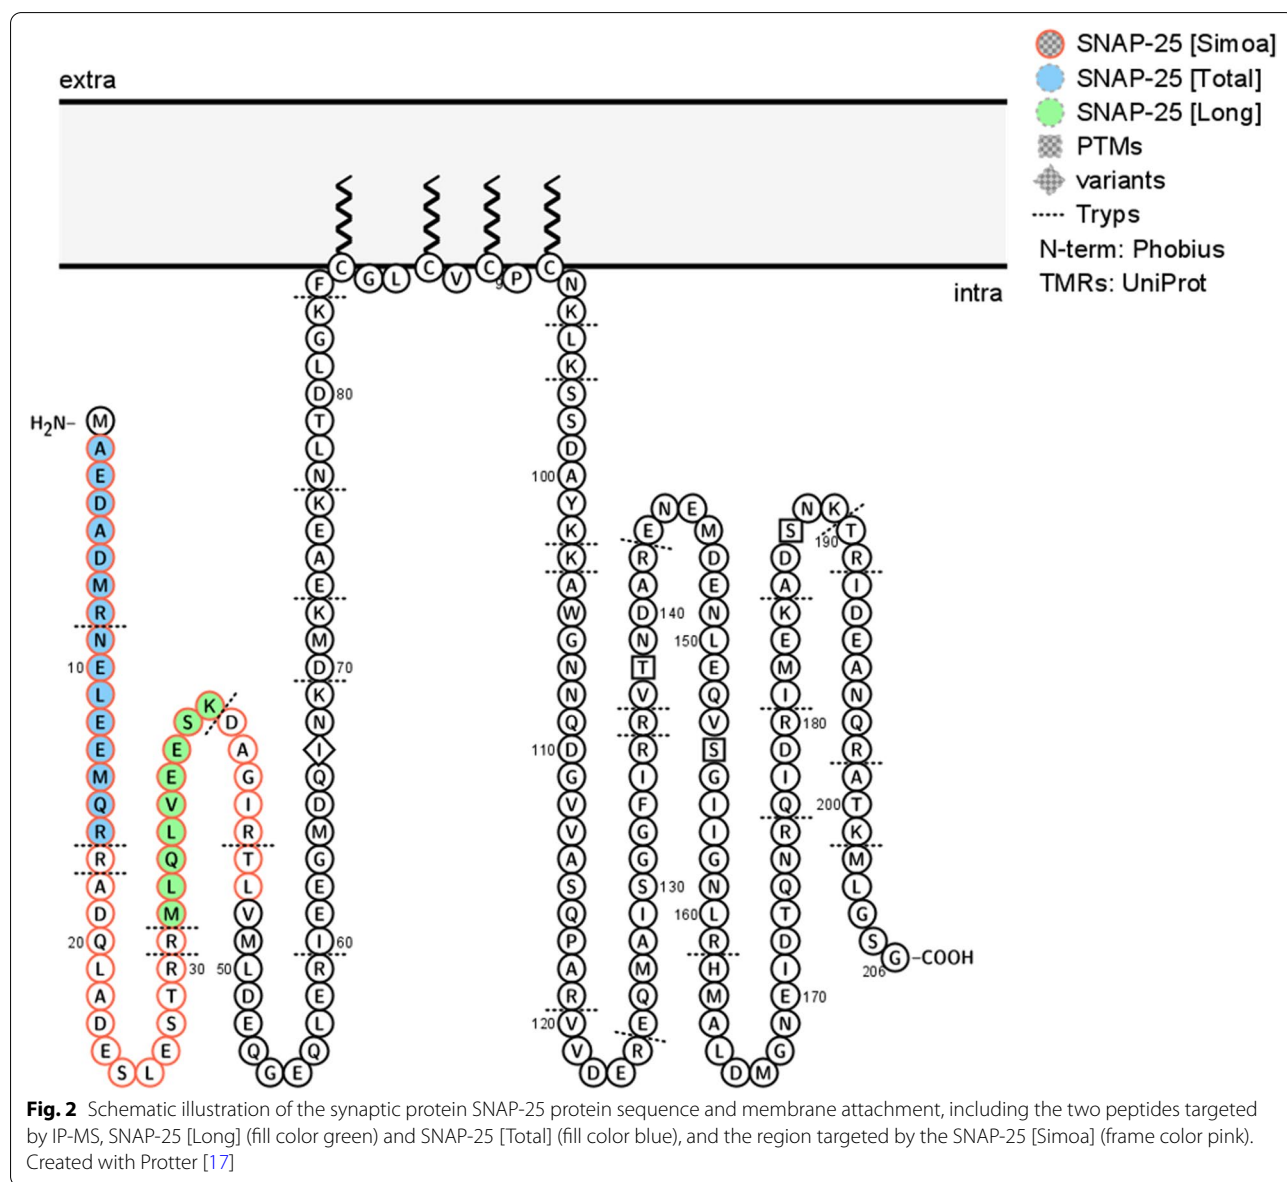 extra
SNAP-25 [Simoa]
SNAP-25 [Total]
SNAP-25 [Long]
PTMs
variants
Tryps
N-term: Phobius
TMRs: UniProt
intra
H2N–
M A E D A D M R N E L E E M Q R R A D Q L A D E S L E S T R R M L Q L V E E S K D A G I R T L V M L D E Q G E Q L E R I E E G M D Q I N K D M K E A E K N L T D L G K F C G L C V C P C N K L K S S D A Y K K A W G N N Q D G V V A S Q P A R V V D E R E Q M A I S G G F I R R V T N D A R E N E M D E N L E Q V S G I I G N L R H M A L D M G N E I D T Q N R Q I D R I M E K A D S N K T R I D E A N Q R A T K M L G S G
–COOH
10
20
30
50
60
70
80
9
100
110
120
130
140
150
160
170
180
190
200
206
Fig. 2 Schematic illustration of the synaptic protein SNAP-25 protein sequence and membrane attachment, including the two peptides targeted
by IP-MS, SNAP-25 [Long] (fill color green) and SNAP-25 [Total] (fill color blue), and the region targeted by the SNAP-25 [Simoa] (frame color pink).
Created with Protter [17]